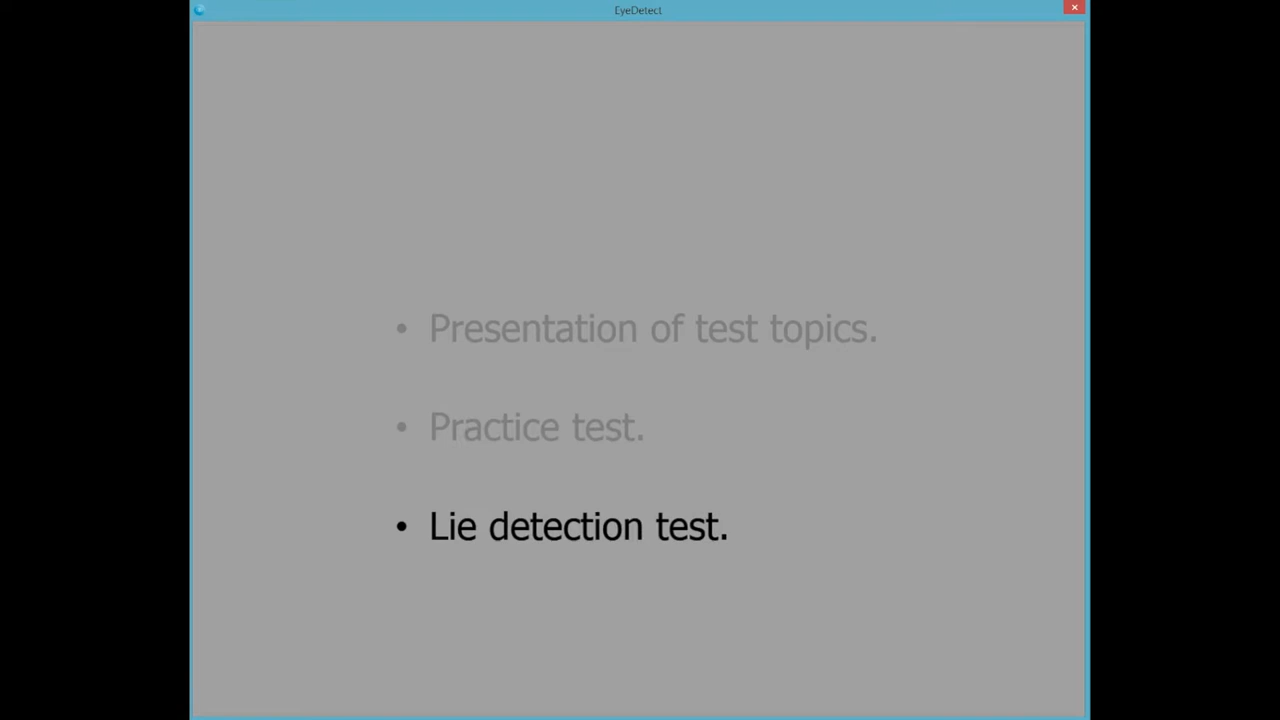 EyeDetect
• Presentation of test topics.
• Practice test.
• Lie detection test.